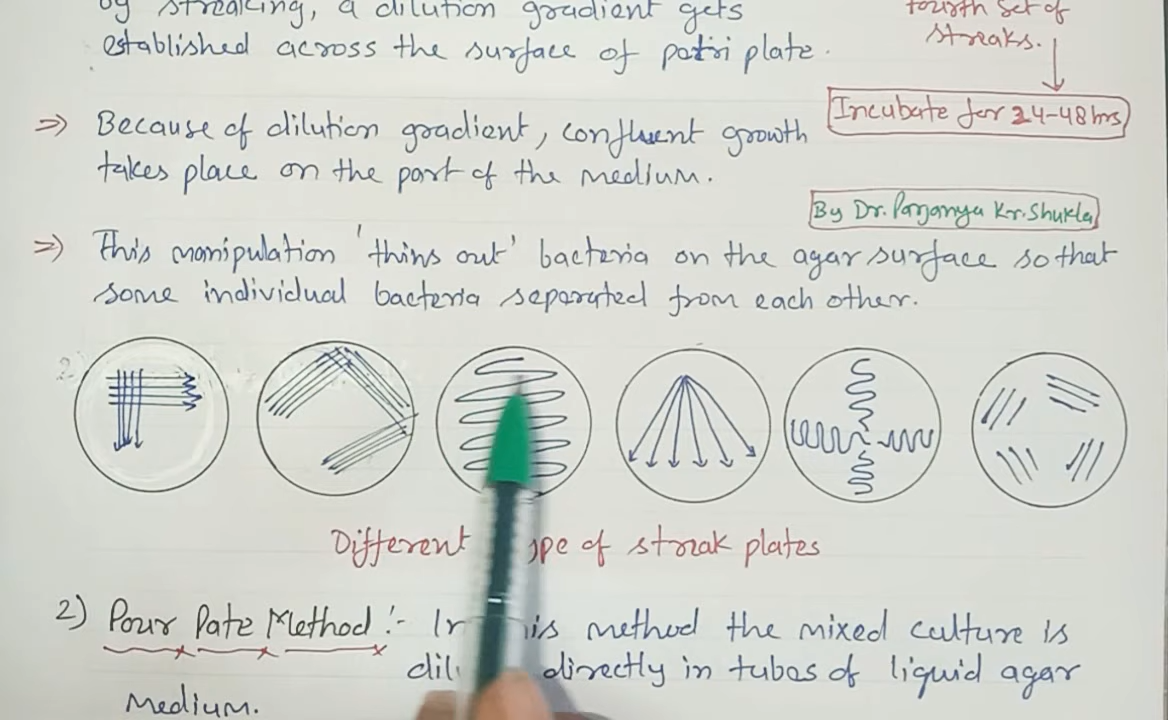 by streaking, a dilution gradient gets
established across the surface of patri plate.
fourth set of
streaks.
Incubate for 24-48 hrs
⇒ Because of dilution gradient, confluent growth
takes place on the part of the medium.
By Dr. Parjanya Kr. Shukla
⇒ This manipulation 'thins out' bacteria on the agar surface so that
some individual bacteria separated from each other.
Different ype of streak plates
2) Pour Pate Method :- In is method the mixed culture is
dil directly in tubes of liquid agar
medium.